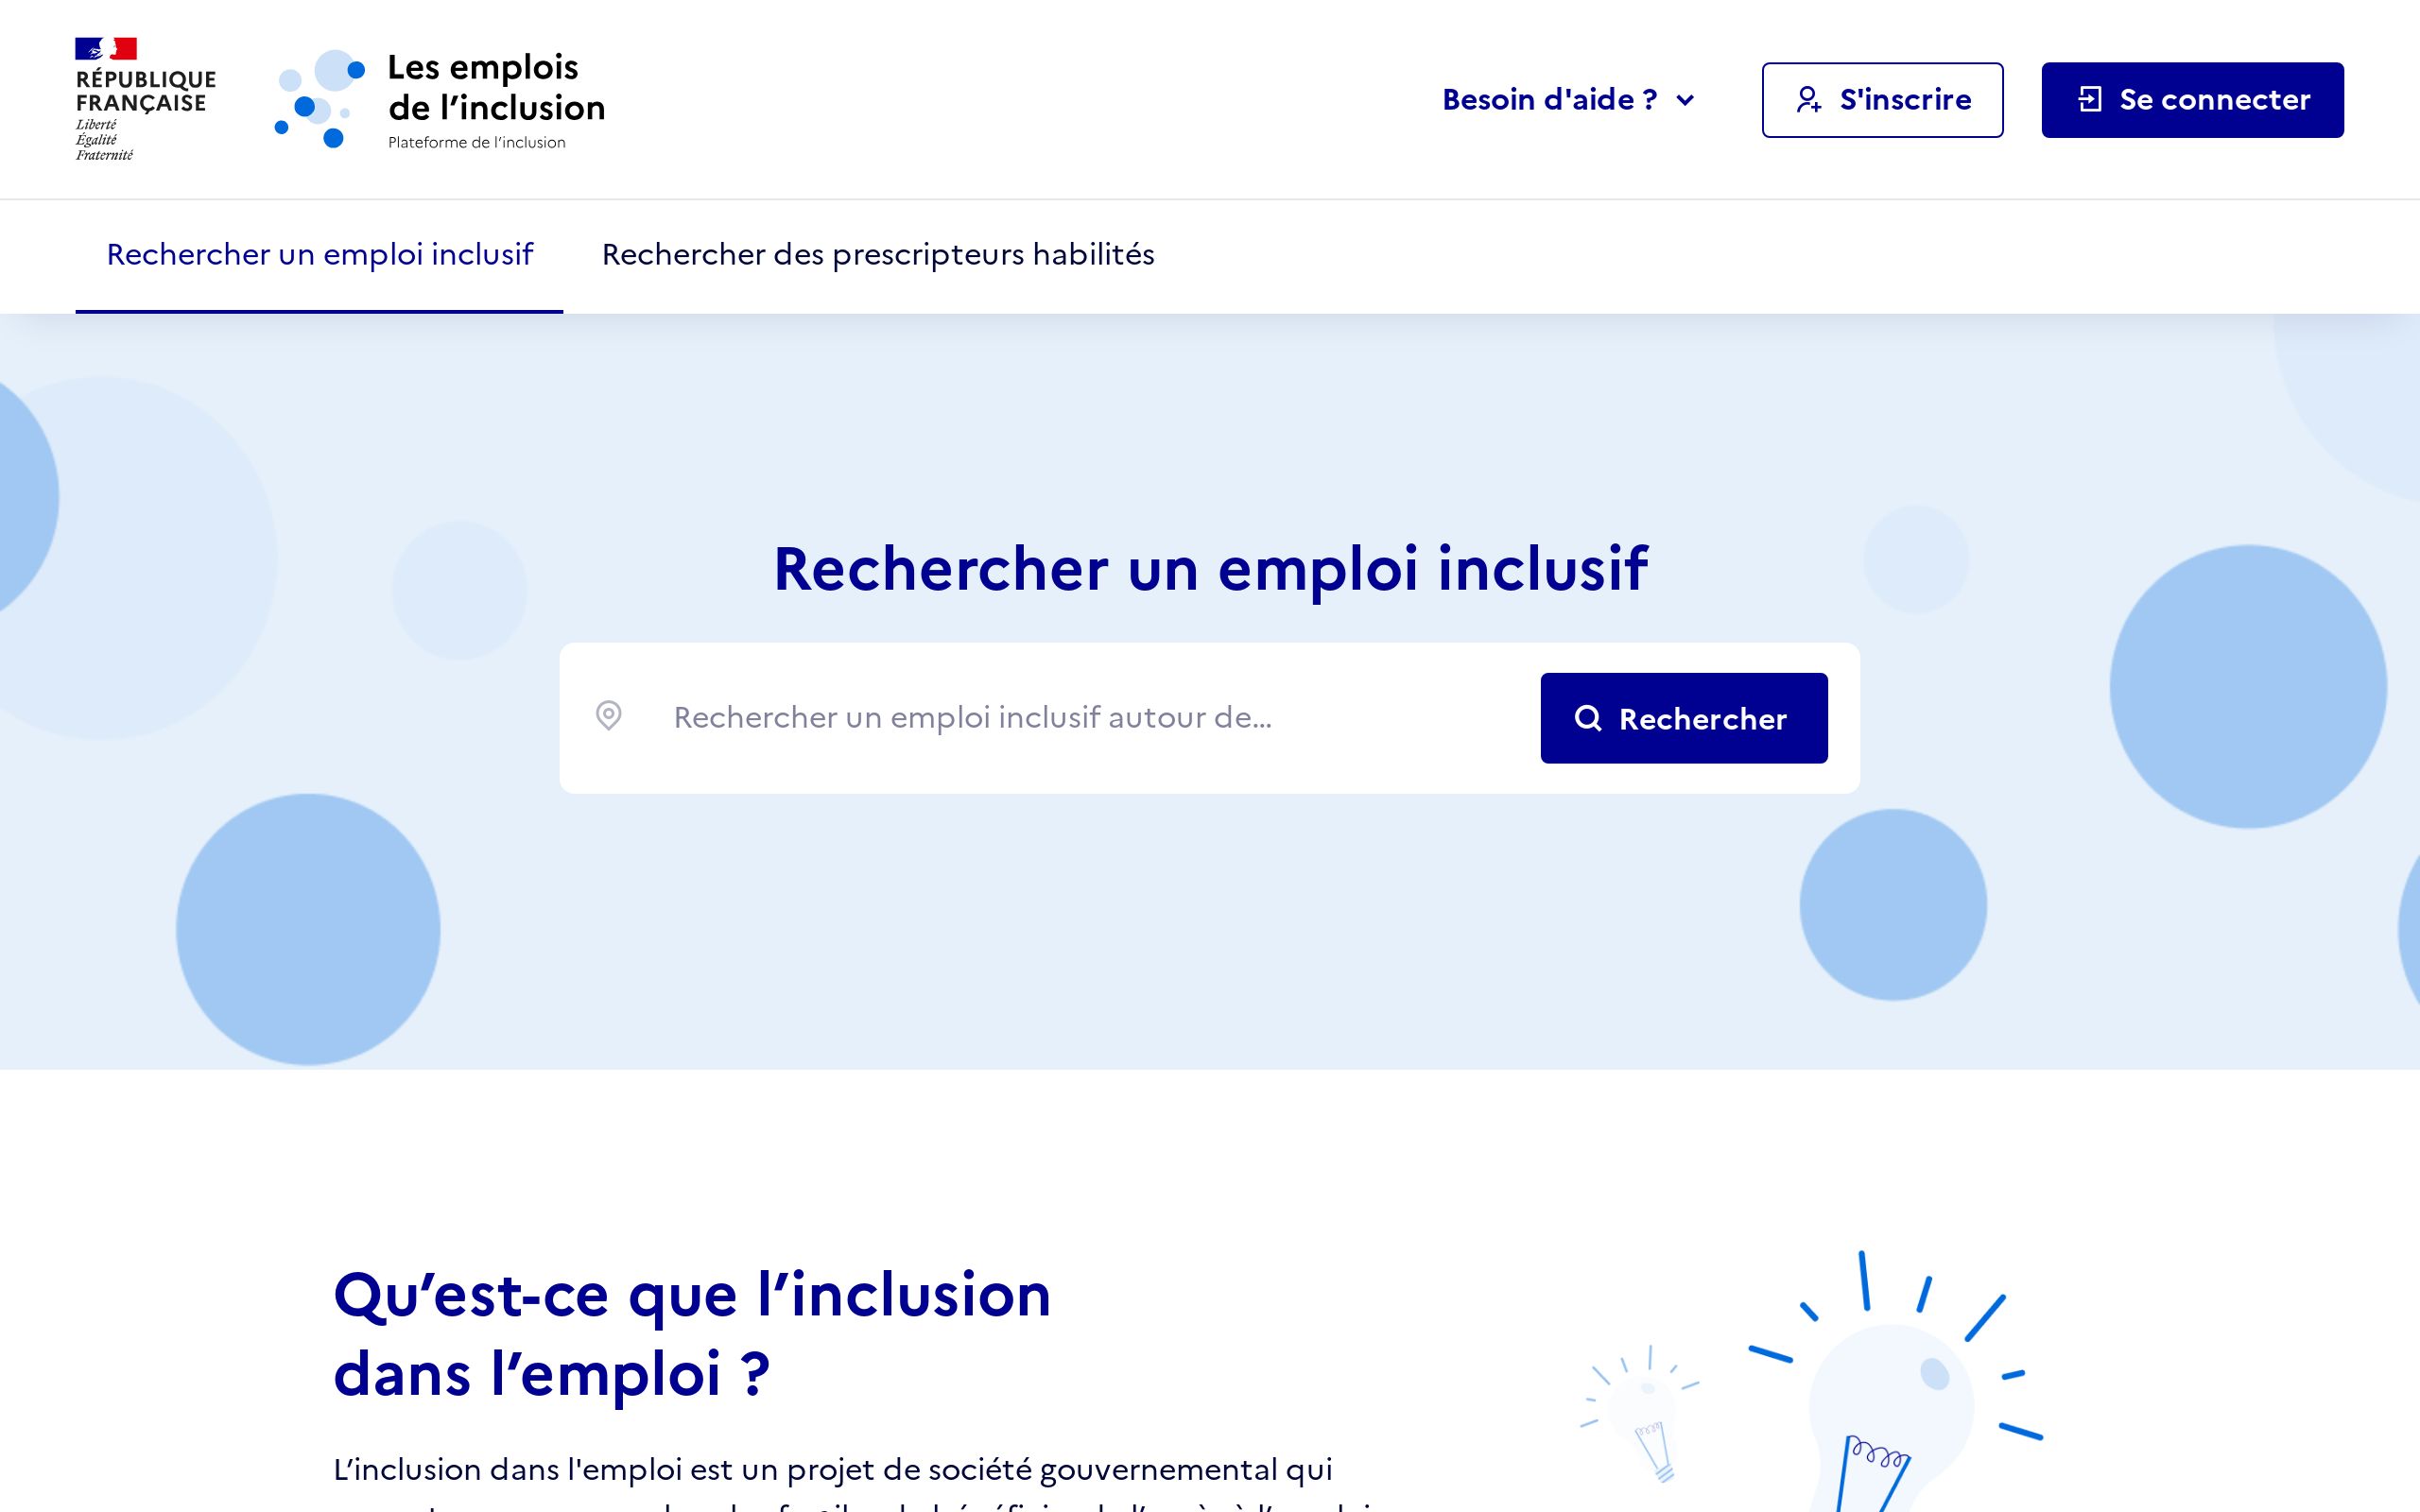 RÉPUBLIQUE
FRANÇAISE
Liberté
Égalité
Fraternité
Les emplois
de l’inclusion
Plateforme de l’inclusion
Besoin d'aide ?
S'inscrire
Se connecter
Rechercher un emploi inclusif
Rechercher des prescripteurs habilités
Rechercher un emploi inclusif
Rechercher un emploi inclusif autour de...
Rechercher
Qu’est-ce que l’inclusion
dans l’emploi ?
L’inclusion dans l'emploi est un projet de société gouvernemental qui